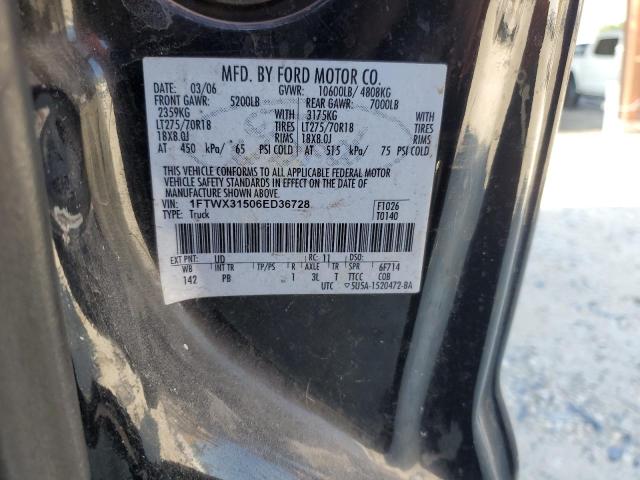 MFD. BY FORD MOTOR CO.
DATE: 03/06 GVWR: 10600LB/ 4808KG
FRONT GAWR: 5200LB REAR GAWR: 7000LB
2359KG WITH 3175KG WITH
LT275/70R18 TIRES LT275/70R18 TIRES
18X8.0J RIMS 18X8.0J RIMS
AT 450 kPa/ 65 PSI COLD AT 515 kPa/ 75 PSI COLD
THIS VEHICLE CONFORMS TO ALL APPLICABLE FEDERAL MOTOR
VEHICLE SAFETY STANDARDS IN EFFECT ON THE DATE OF
MANUFACTURE SHOWN ABOVE.
VIN: 1FTWX31506ED36728 F1026
TYPE: Truck T0140
EXT PNT: UD RC: 11 DSO:
WB INT TR TP/PS R AXLE TR SPR 6F714
142 PB 1 3L T TTCC COB
UTC 5USA-1520472-BA